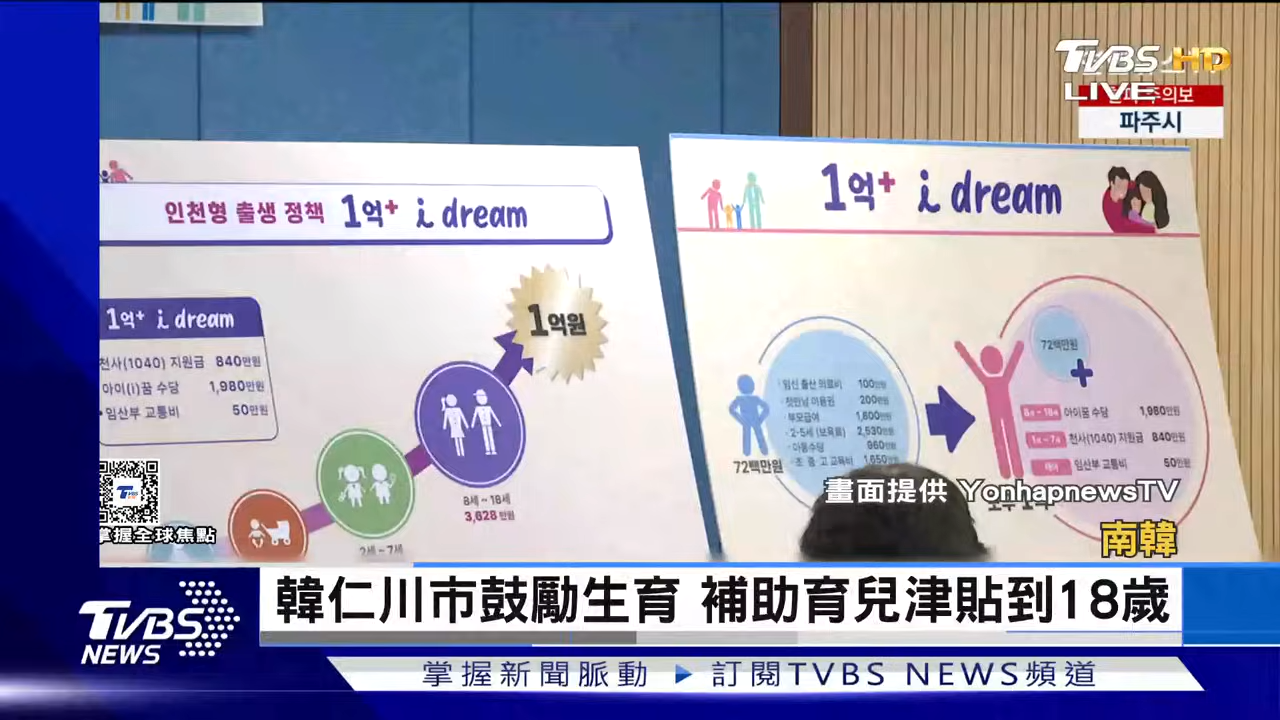 TVBS HD
LIVE
주의보
파주시
인천형 출생 정책 1억+ i dream
1억+ i dream
천사(1040) 지원금 840만원
아이(i)꿈 수당 1,980만원
임산부 교통비 50만원
1억원
8세~18세
3,628만원
2세~7세
1억+ i dream
임신 출산 의료비 100만원
첫만남 이용권 200만원
부모급여 1,800만원
2-5세 (보육료) 2,530만원
아동수당 960만원
초 중 고 교육비 1,650만원
72백만원
72백만원
+
8세~18세 아이꿈 수당 1,980만원
1세~7세 천사(1040) 지원금 840만원
임산부 교통비 50만원
畫面提供 YonhapnewsTV
南韓
TVBS
掌握全球焦點
韓仁川市鼓勵生育 補助育兒津貼到18歲
TVBS NEWS
掌握新聞脈動 訂閱TVBS NEWS頻道